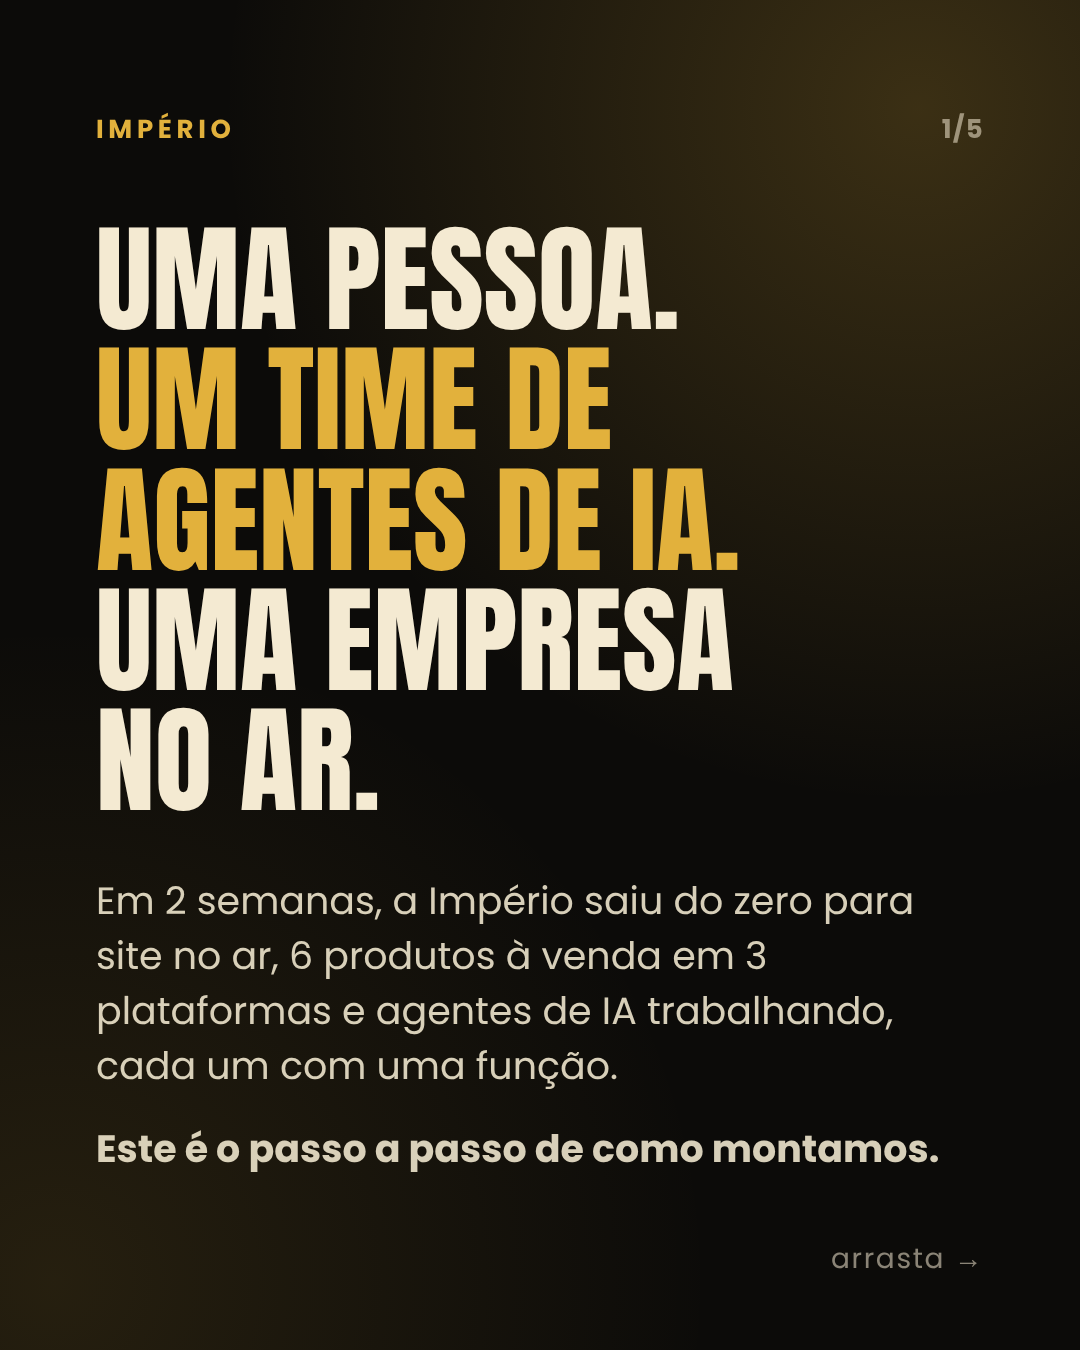 IMPÉRIO
1/5
UMA PESSOA.
UM TIME DE
AGENTES DE IA.
UMA EMPRESA
NO AR.
Em 2 semanas, a Império saiu do zero para
site no ar, 6 produtos à venda em 3
plataformas e agentes de IA trabalhando,
cada um com uma função.
Este é o passo a passo de como montamos.
arrasta →